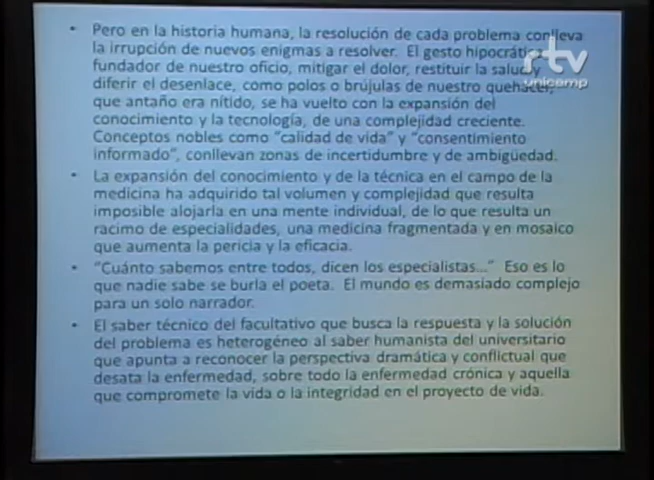 • Pero en la historia humana, la resolución de cada problema conlleva
la irrupción de nuevos enigmas a resolver. El gesto hipocrático
fundador de nuestro oficio, mitigar el dolor, restituir la salud y
diferir el desenlace, como polos o brújulas de nuestro quehacer,
que antaño era nítido, se ha vuelto con la expansión del
conocimiento y la tecnología, de una complejidad creciente.
Conceptos nobles como "calidad de vida" y "consentimiento
informado", conllevan zonas de incertidumbre y de ambigüedad.
• La expansión del conocimiento y de la técnica en el campo de la
medicina ha adquirido tal volumen y complejidad que resulta
imposible alojarla en una mente individual, de lo que resulta un
racimo de especialidades, una medicina fragmentada y en mosaico
que aumenta la pericia y la eficacia.
• "Cuánto sabemos entre todos, dicen los especialistas..." Eso es lo
que nadie sabe se burla el poeta. El mundo es demasiado complejo
para un solo narrador.
• El saber técnico del facultativo que busca la respuesta y la solución
del problema es heterogéneo al saber humanista del universitario
que apunta a reconocer la perspectiva dramática y conflictual que
desata la enfermedad, sobre todo la enfermedad crónica y aquella
que compromete la vida o la integridad en el proyecto de vida.
rtv
unicamp